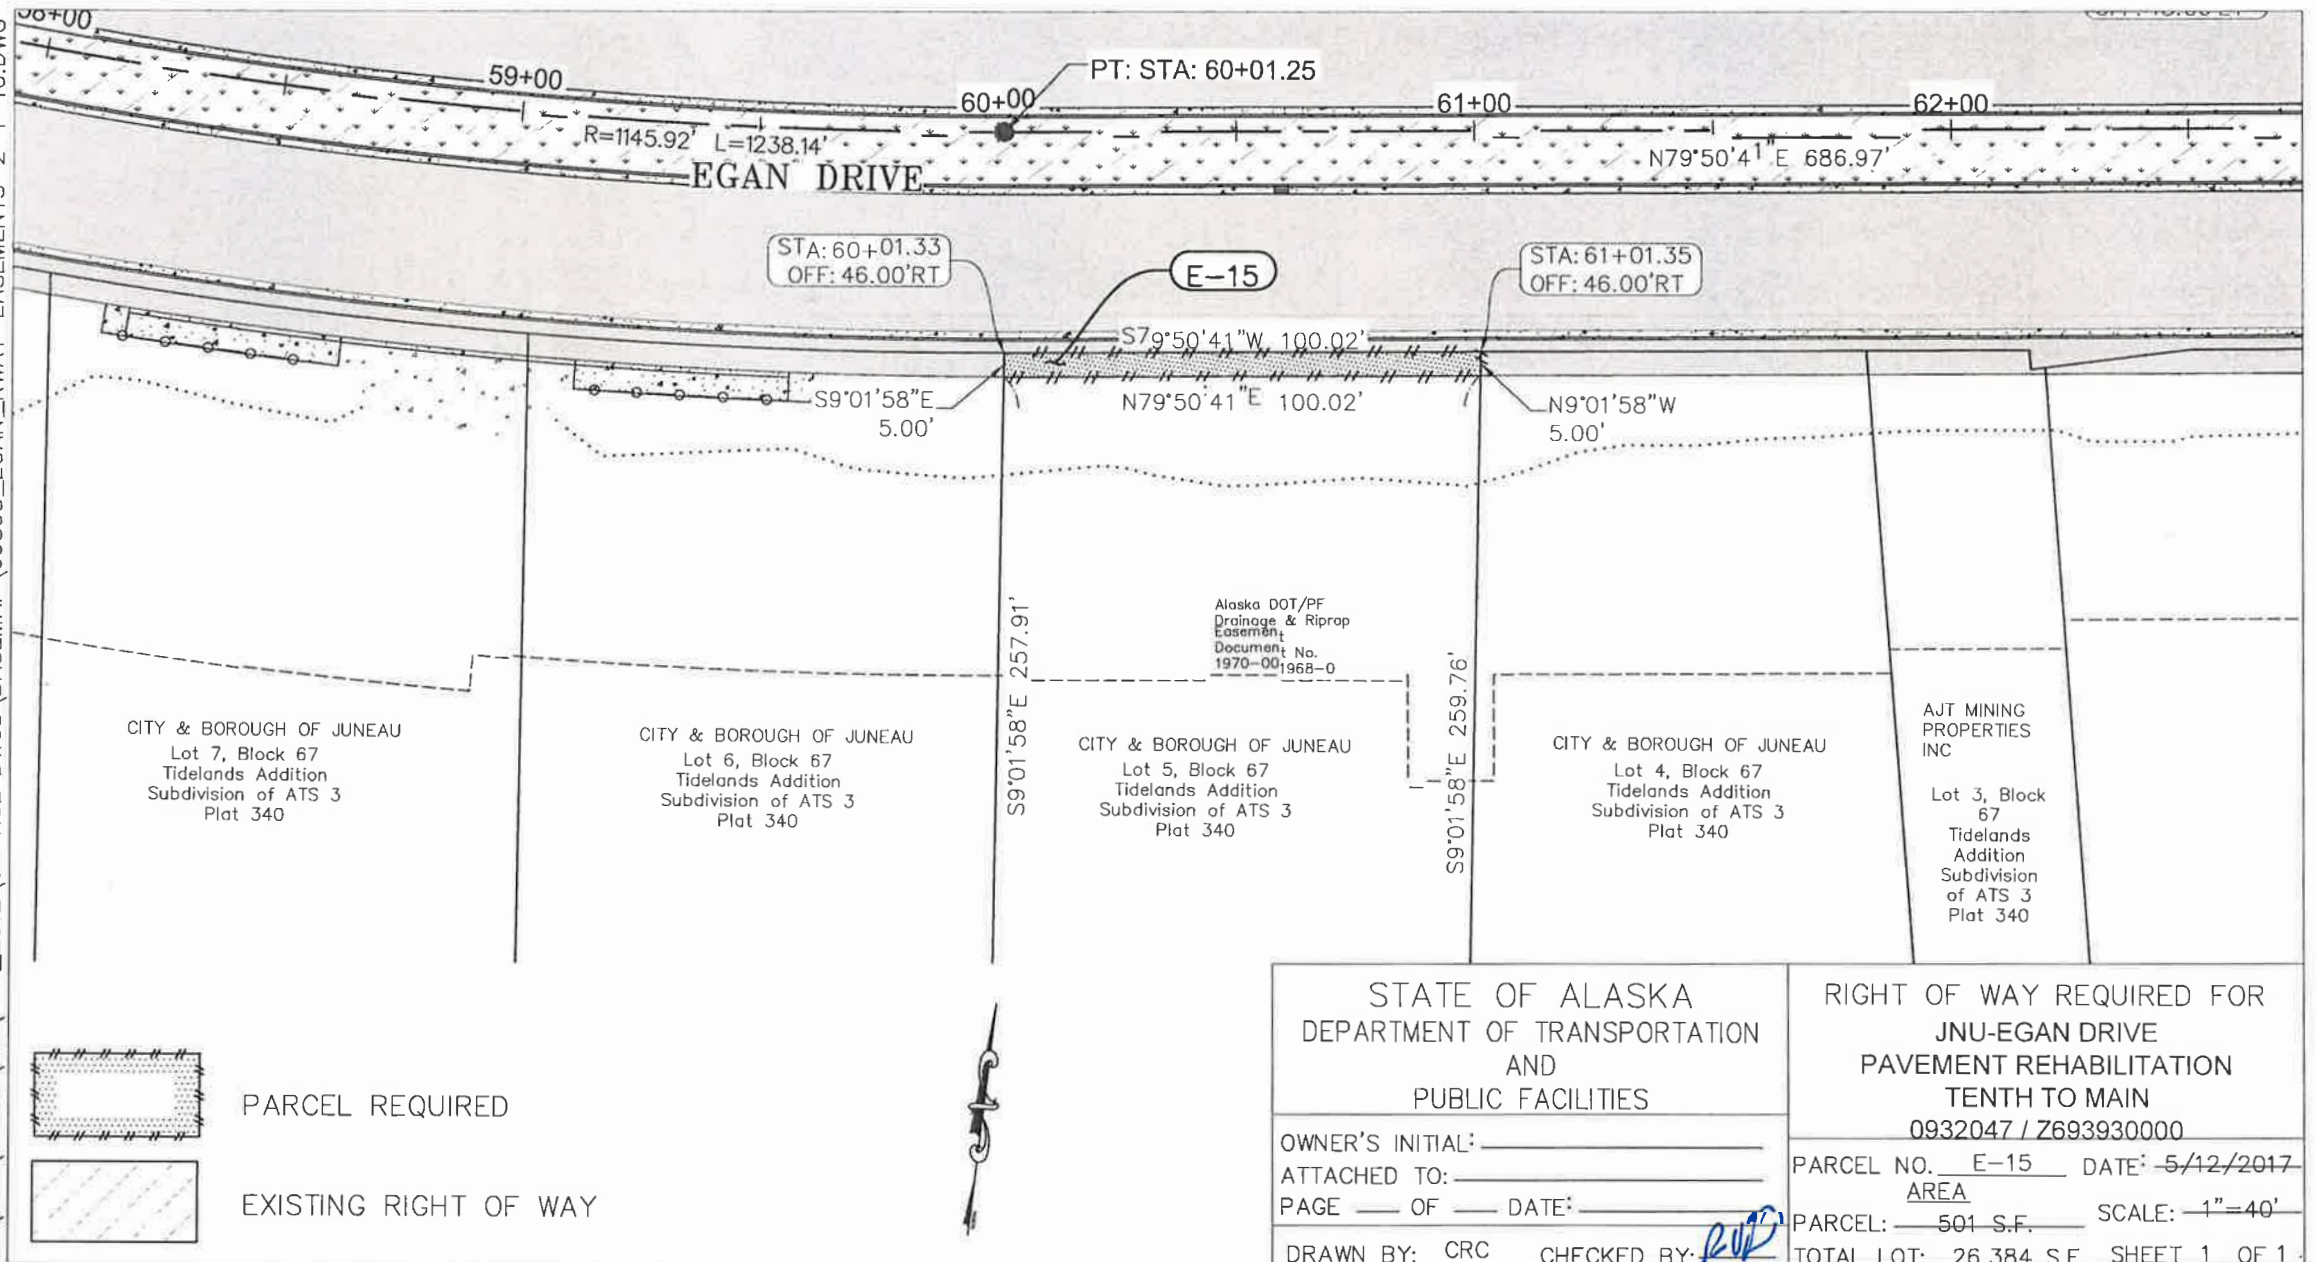 58+00
59+00
60+00
PT: STA: 60+01.25
61+00
62+00
R=1145.92' L=1238.14'
EGAN DRIVE
N79°50'41"E 686.97'
STA: 60+01.33
OFF: 46.00'RT
E-15
STA: 61+01.35
OFF: 46.00'RT
S79°50'41"W 100.02'
S9°01'58"E
5.00'
N79°50'41"E 100.02'
N9°01'58"W
5.00'
S9°01'58"E 257.91'
Alaska DOT/PF
Drainage & Riprap
Easement
Document No.
1970-001968-0
S9°01'58"E 259.76'
CITY & BOROUGH OF JUNEAU
Lot 7, Block 67
Tidelands Addition
Subdivision of ATS 3
Plat 340
CITY & BOROUGH OF JUNEAU
Lot 6, Block 67
Tidelands Addition
Subdivision of ATS 3
Plat 340
CITY & BOROUGH OF JUNEAU
Lot 5, Block 67
Tidelands Addition
Subdivision of ATS 3
Plat 340
CITY & BOROUGH OF JUNEAU
Lot 4, Block 67
Tidelands Addition
Subdivision of ATS 3
Plat 340
AJT MINING
PROPERTIES
INC
Lot 3, Block
67
Tidelands
Addition
Subdivision
of ATS 3
Plat 340
PARCEL REQUIRED
EXISTING RIGHT OF WAY
STATE OF ALASKA
DEPARTMENT OF TRANSPORTATION
AND
PUBLIC FACILITIES
OWNER'S INITIAL:
ATTACHED TO:
PAGE OF DATE:
DRAWN BY: CRC CHECKED BY:
RIGHT OF WAY REQUIRED FOR
JNU-EGAN DRIVE
PAVEMENT REHABILITATION
TENTH TO MAIN
0932047 / Z693930000
PARCEL NO. E-15 DATE: 5/12/2017
AREA
PARCEL: 501 S.F. SCALE: 1"=40'
TOTAL LOT: 26,384 S.F. SHEET 1 OF 1